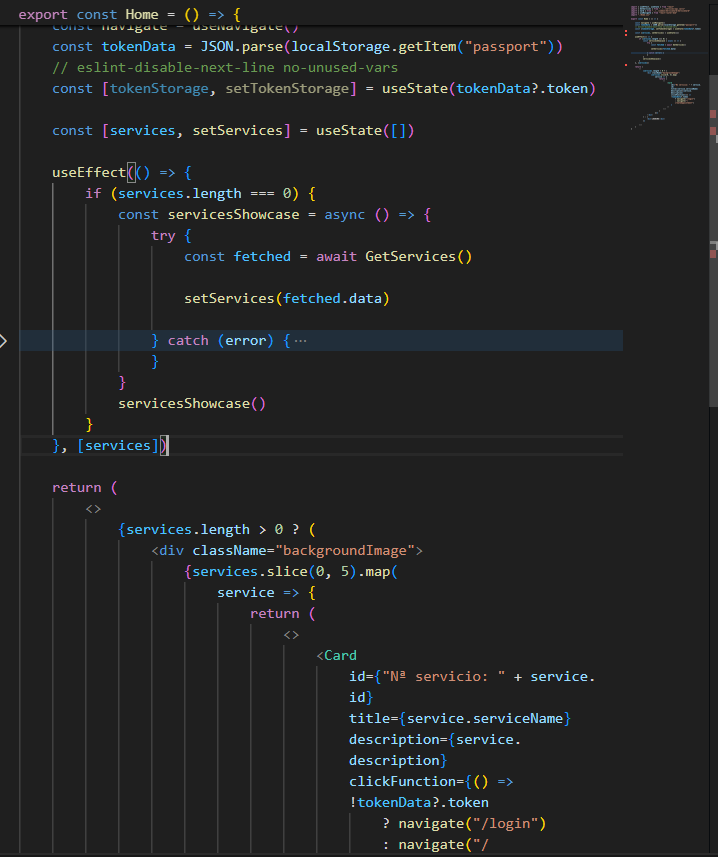 export const Home = () => {
const navigate = useNavigate()
const tokenData = JSON.parse(localStorage.getItem("passport"))
// eslint-disable-next-line no-unused-vars
const [tokenStorage, setTokenStorage] = useState(tokenData?.token)
const [services, setServices] = useState([])
useEffect(() => {
if (services.length === 0) {
const servicesShowcase = async () => {
try {
const fetched = await GetServices()
setServices(fetched.data)
} catch (error) { ···
}
}
servicesShowcase()
}
}, [services])
return (
<>
{services.length > 0 ? (
<div className="backgroundImage">
{services.slice(0, 5).map(
service => {
return (
<>
<Card
id={"Nª servicio: " + service.
id}
title={service.serviceName}
description={service.
description}
clickFunction={() =>
!tokenData?.token
? navigate("/login")
: navigate("/